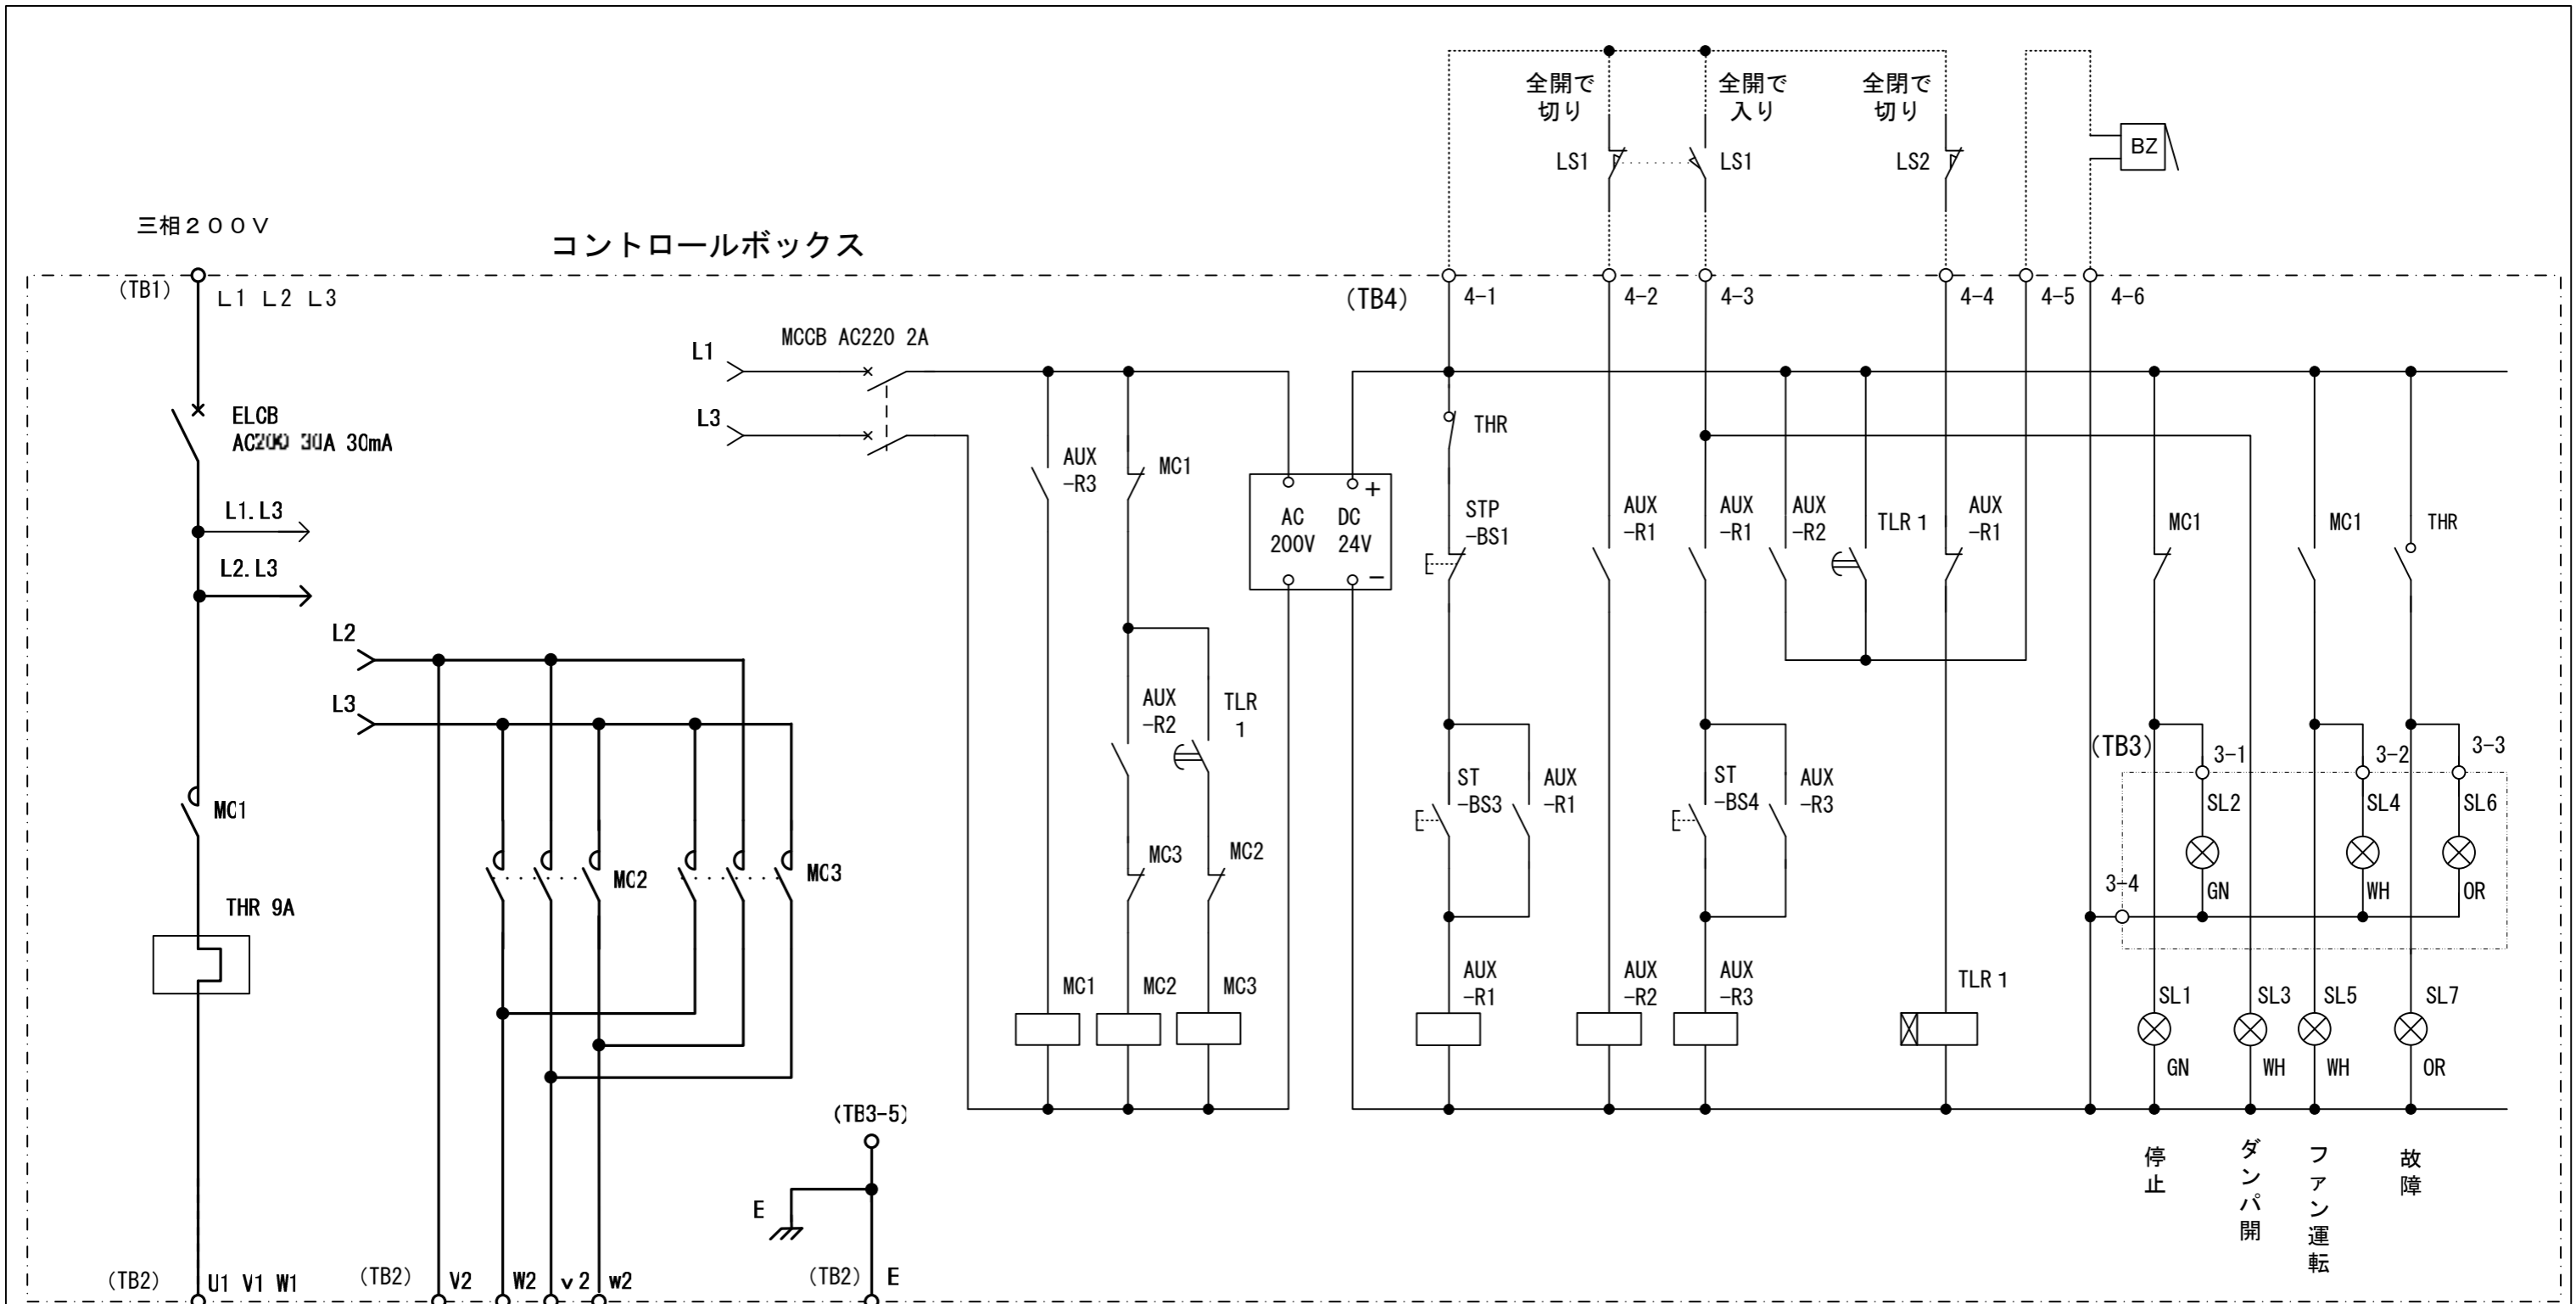 全開で
切り
全開で
入り
全閉で
切り
LS1
LS1
LS2
BZ
三相200V
コントロールボックス
(TB1)
L1 L2 L3
(TB4)
4-1
4-2
4-3
4-4
4-5
4-6
MCCB AC220 2A
L1
L3
ELCB
30mA
L1.L3
L2.L3
AUX
-R3
MC1
AC
200V
DC
24V
+
−
THR
STP
-BS1
AUX
-R1
AUX
-R1
AUX
-R2
TLR 1
AUX
-R1
MC1
MC1
THR
L2
L3
AUX
-R2
TLR
1
ST
-BS3
AUX
-R1
ST
-BS4
AUX
-R3
(TB3)
3-1
3-2
3-3
SL2
SL4
SL6
MC1
MC2
MC3
MC3
MC2
3-4
GN
WH
OR
THR 9A
MC1
MC2
MC3
AUX
-R1
AUX
-R2
AUX
-R3
TLR 1
SL1
SL3
SL5
SL7
GN
WH
WH
OR
(TB3-5)
E
停止
ダンパ開
ファン運転
故障
(TB2)
U1 V1 W1
(TB2)
V2
W2
v2
w2
(TB2)
E